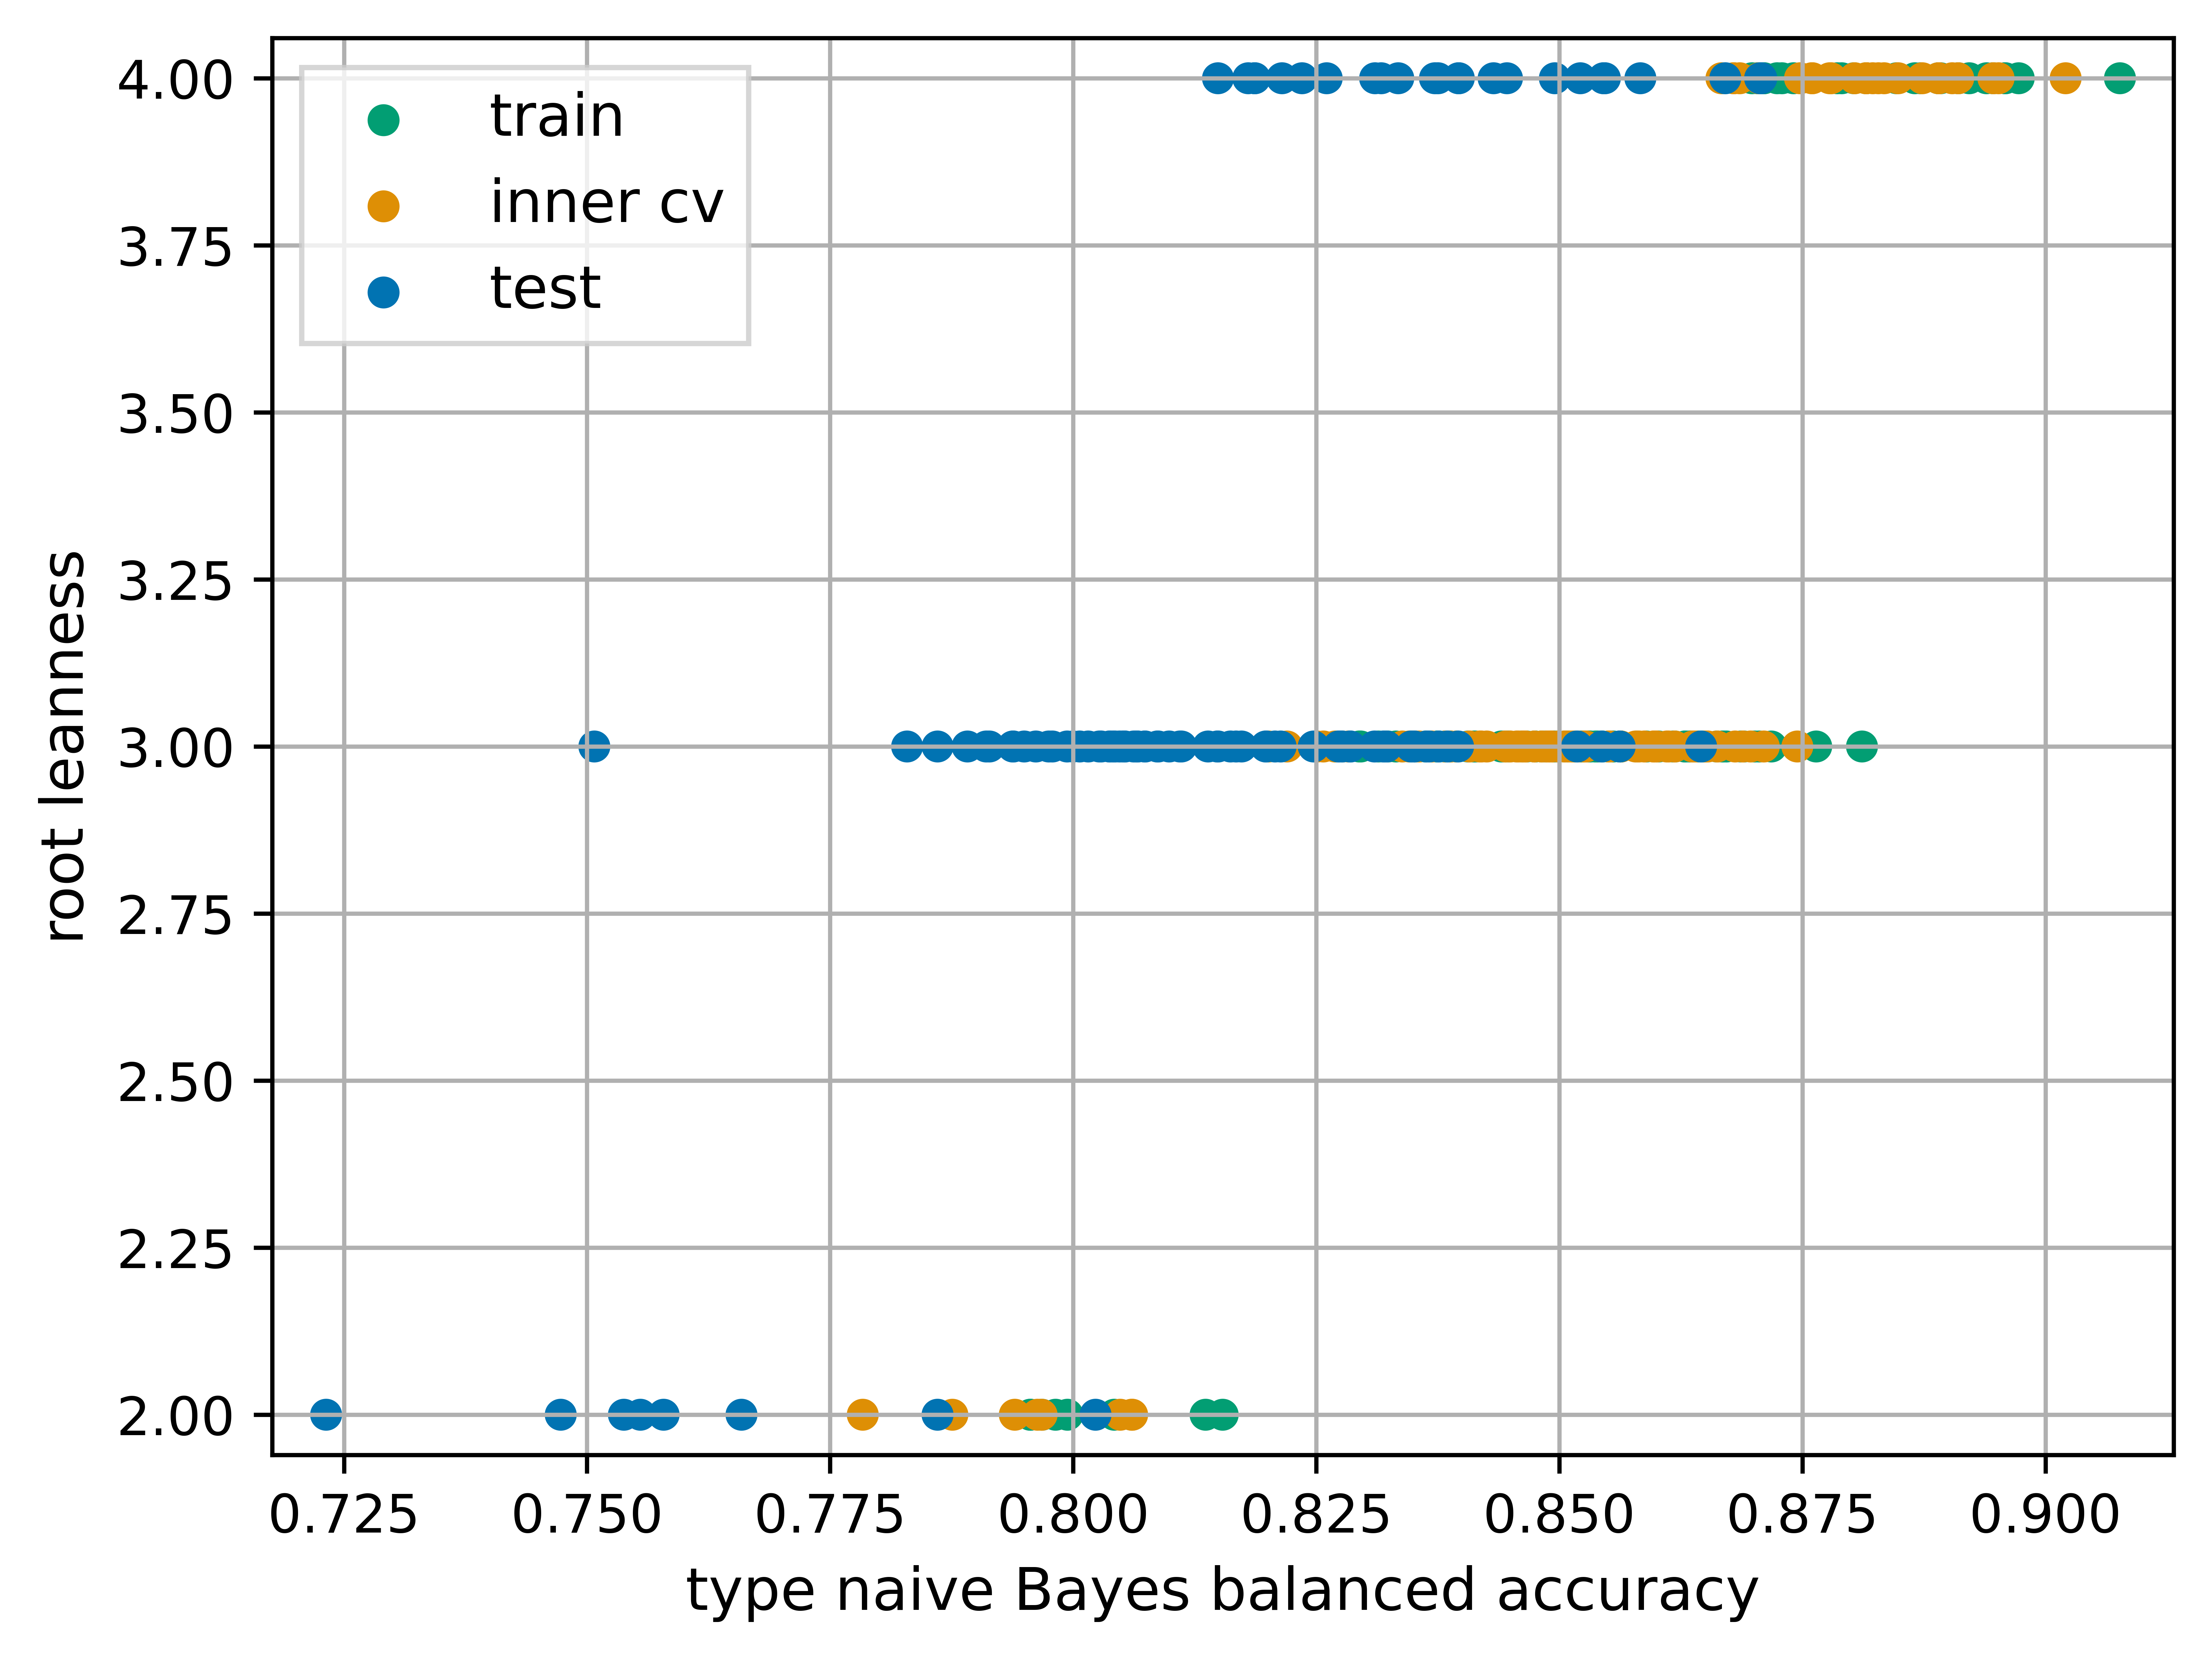 train
inner cv
test
4.00
3.75
3.50
3.25
3.00
2.75
2.50
2.25
2.00
root leanness
0.725 0.750 0.775 0.800 0.825 0.850 0.875 0.900
type naive Bayes balanced accuracy